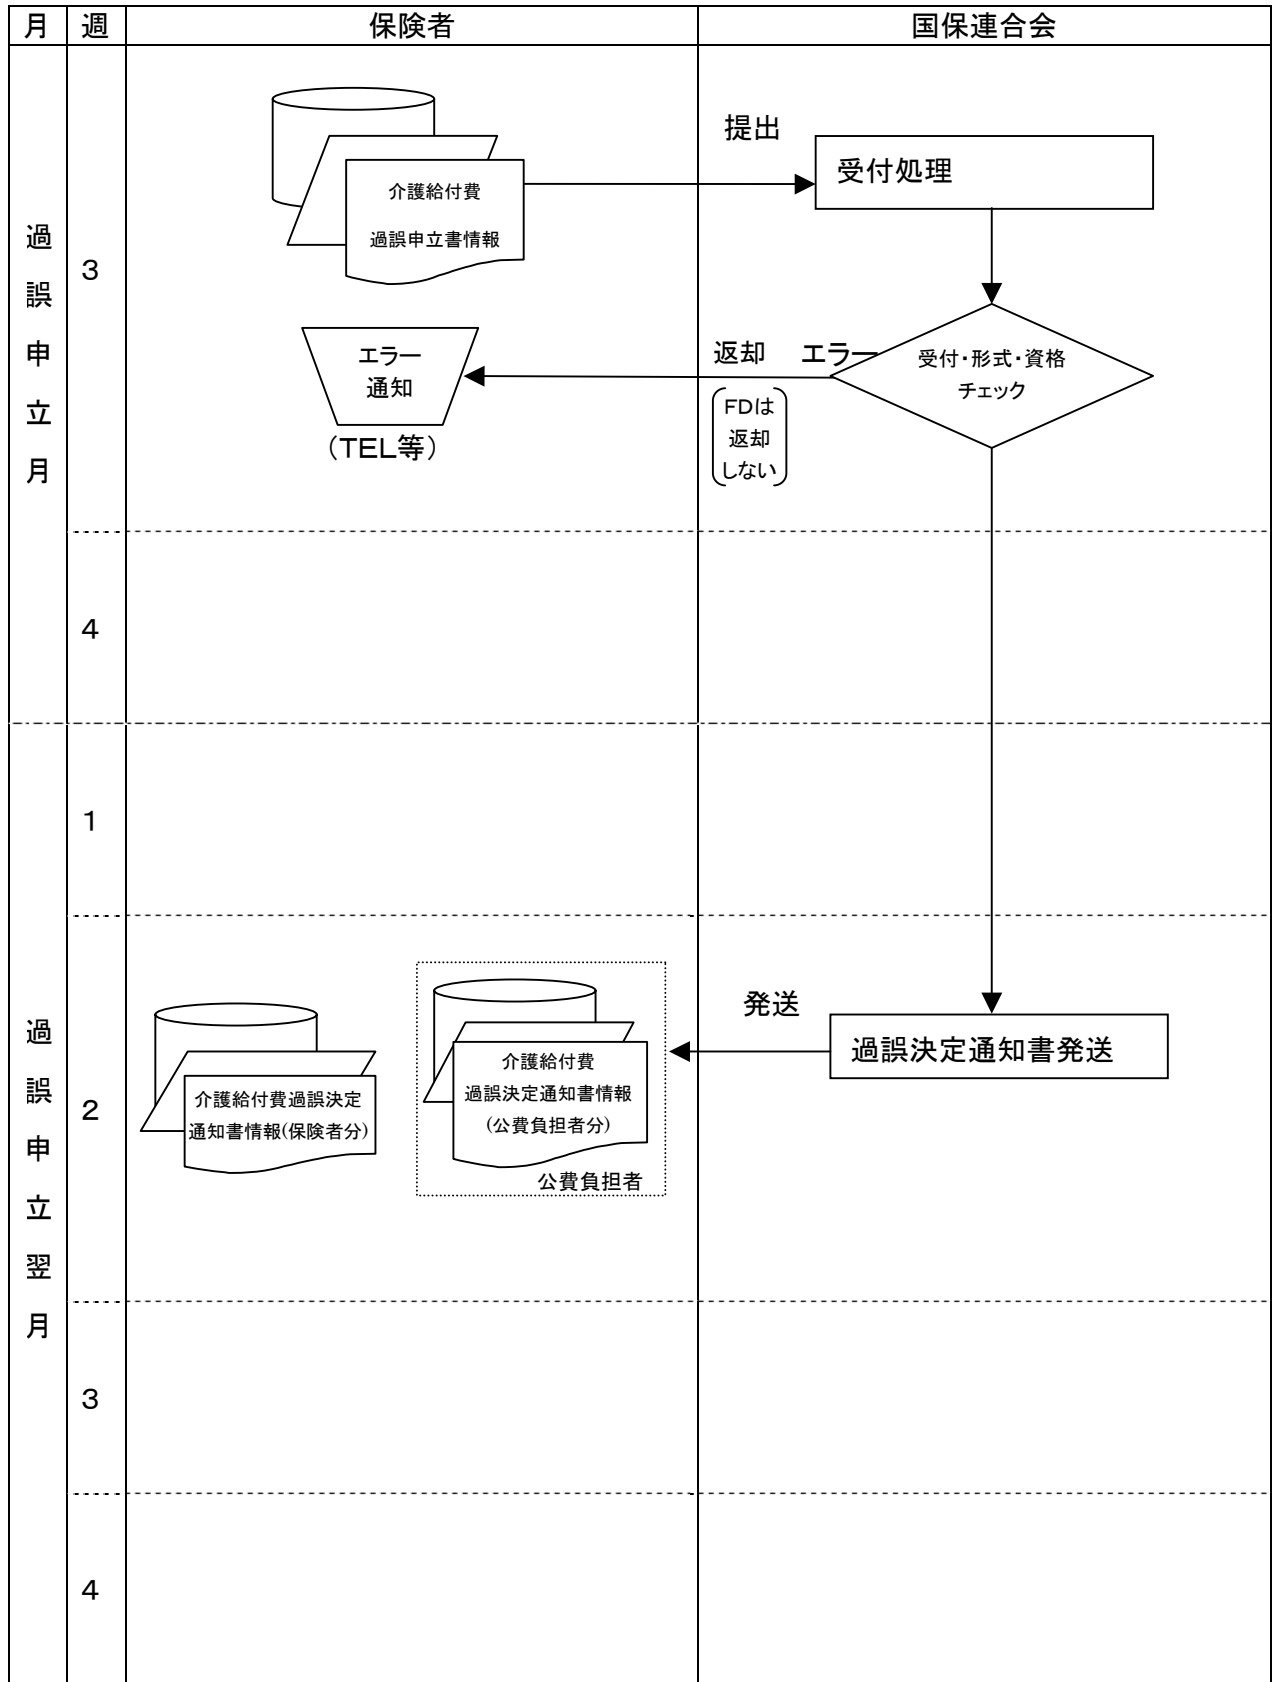 月
週
保険者
国保連合会
過誤申立月
3
介護給付費
過誤申立書情報
提出
受付処理
エラー
通知
(TEL等)
返却
エラー
FDは
返却
しない
受付・形式・資格
チェック
4
過誤申立翌月
1
2
介護給付費過誤決定
通知書情報(保険者分)
介護給付費
過誤決定通知書情報
(公費負担者分)
公費負担者
発送
過誤決定通知書発送
3
4